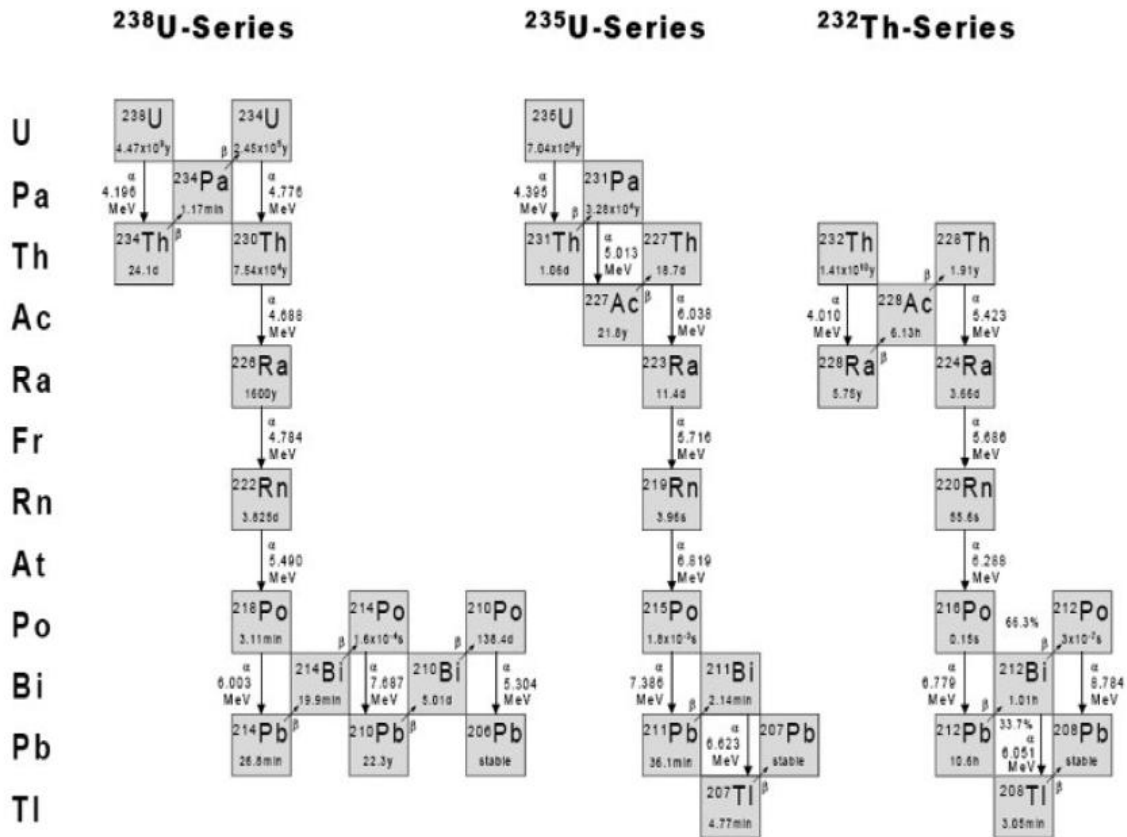 ²³⁸U-Series ²³⁵U-Series ²³²Th-Series
U
²³⁸U
4.47x10⁹y
²³⁴U
2.45x10⁵y
²³⁵U
7.04x10⁸y
β
α
4.196
MeV
α
4.776
MeV
α
4.395
MeV
Pa
²³⁴Pa
1.17min
²³¹Pa
3.28x10⁴y
β
β
Th
²³⁴Th
24.1d
²³⁰Th
7.54x10⁴y
²³¹Th
1.06d
α
5.013
MeV
²²⁷Th
18.7d
²³²Th
1.41x10¹⁰y
²²⁸Th
1.91y
β
β
Ac
α
4.688
MeV
²²⁷Ac
21.8y
α
6.038
MeV
α
4.010
MeV
²²⁸Ac
6.13h
α
5.423
MeV
Ra
²²⁶Ra
1600y
²²³Ra
11.4d
²²⁸Ra
5.75y
β
²²⁴Ra
3.66d
Fr
α
4.784
MeV
α
5.716
MeV
α
5.686
MeV
Rn
²²²Rn
3.825d
²¹⁹Rn
3.96s
²²⁰Rn
55.6s
At
α
5.490
MeV
α
6.819
MeV
α
6.288
MeV
Po
²¹⁸Po
3.11min
²¹⁴Po
1.6x10⁻⁴s
²¹⁰Po
138.4d
²¹⁵Po
1.8x10⁻³s
²¹⁶Po
0.15s
66.3%
²¹²Po
3x10⁻⁷s
β
β
β
Bi
α
6.003
MeV
²¹⁴Bi
19.9min
α
7.687
MeV
²¹⁰Bi
5.01d
α
5.304
MeV
α
7.386
MeV
²¹¹Bi
2.14min
α
6.779
MeV
²¹²Bi
1.01h
α
8.784
MeV
β
β
β
β
Pb
²¹⁴Pb
26.8min
²¹⁰Pb
22.3y
²⁰⁶Pb
stable
²¹¹Pb
36.1min
α
6.623
MeV
²⁰⁷Pb
stable
²¹²Pb
10.6h
33.7%
α
6.051
MeV
²⁰⁸Pb
stable
β
β
Tl
²⁰⁷Tl
4.77min
²⁰⁸Tl
3.05min